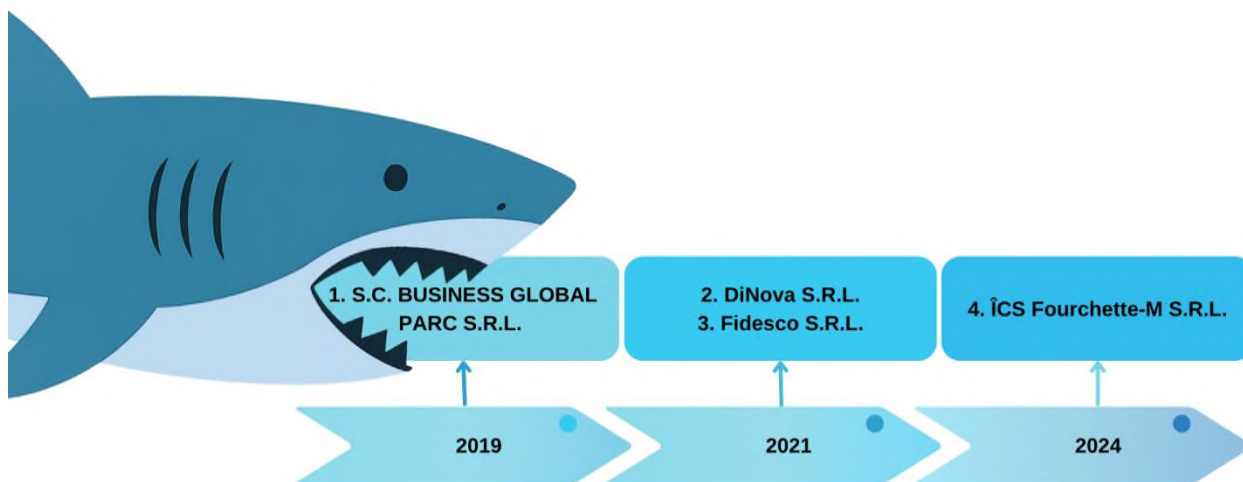 1. S.C. BUSINESS GLOBAL
PARC S.R.L.
2. DiNova S.R.L.
3. Fidesco S.R.L.
4. ÎCS Fourchette-M S.R.L.
2019
2021
2024